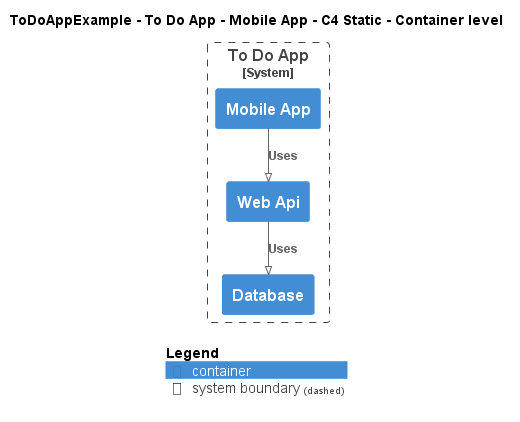 ToDoAppExample - To Do App - Mobile App - C4 Static - Container level
To Do App
[System]
Mobile App
Uses
Web Api
Uses
Database
Legend
container
system boundary (dashed)